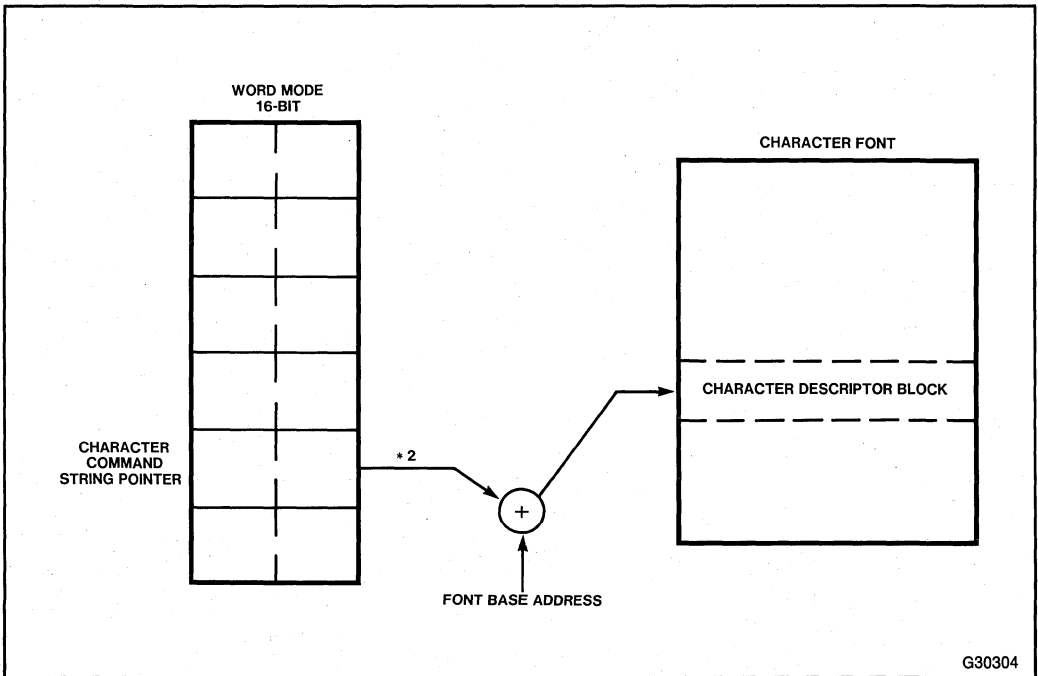 WORD MODE
16-BIT
CHARACTER FONT
CHARACTER DESCRIPTOR BLOCK
CHARACTER
COMMAND
STRING POINTER
* 2
+
FONT BASE ADDRESS
G30304